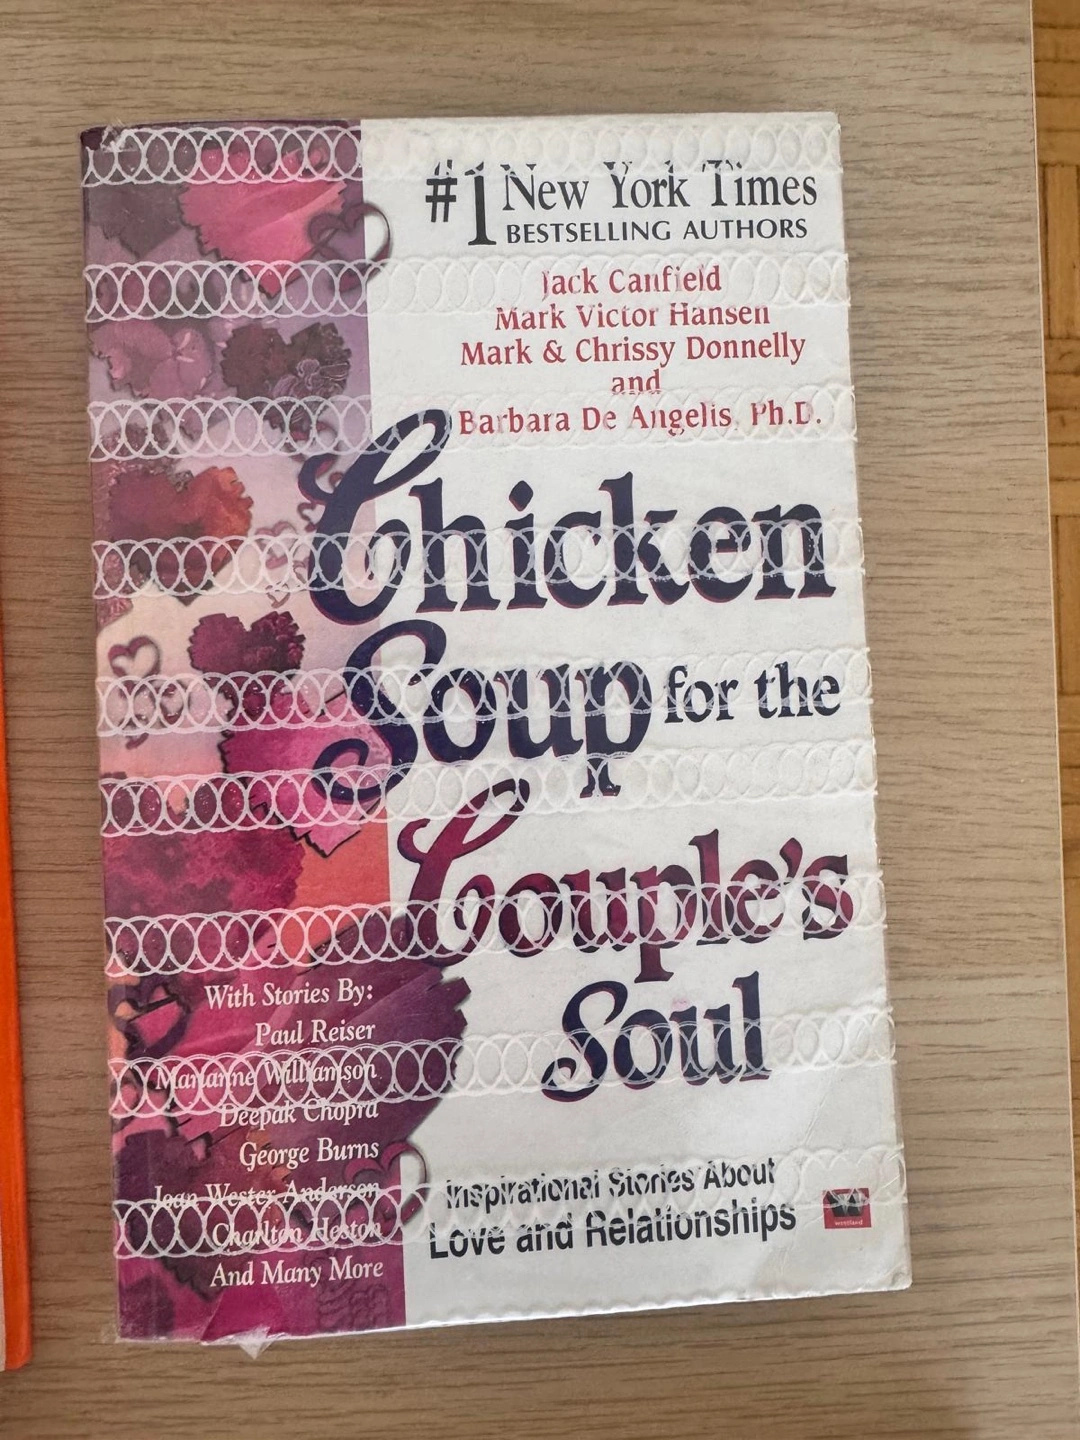 #1 New York Times
BESTSELLING AUTHORS
Jack Canfield
Mark Victor Hansen
Mark & Chrissy Donnelly
and
Barbara De Angelis, Ph.D.
Chicken
Soup for the
Couple's
Soul
With Stories By:
Paul Reiser
Marianne Williamson
Deepak Chopra
George Burns
Joan Wester Anderson
Charlton Heston
And Many More
Inspirational Stories About
Love and Relationships
westland